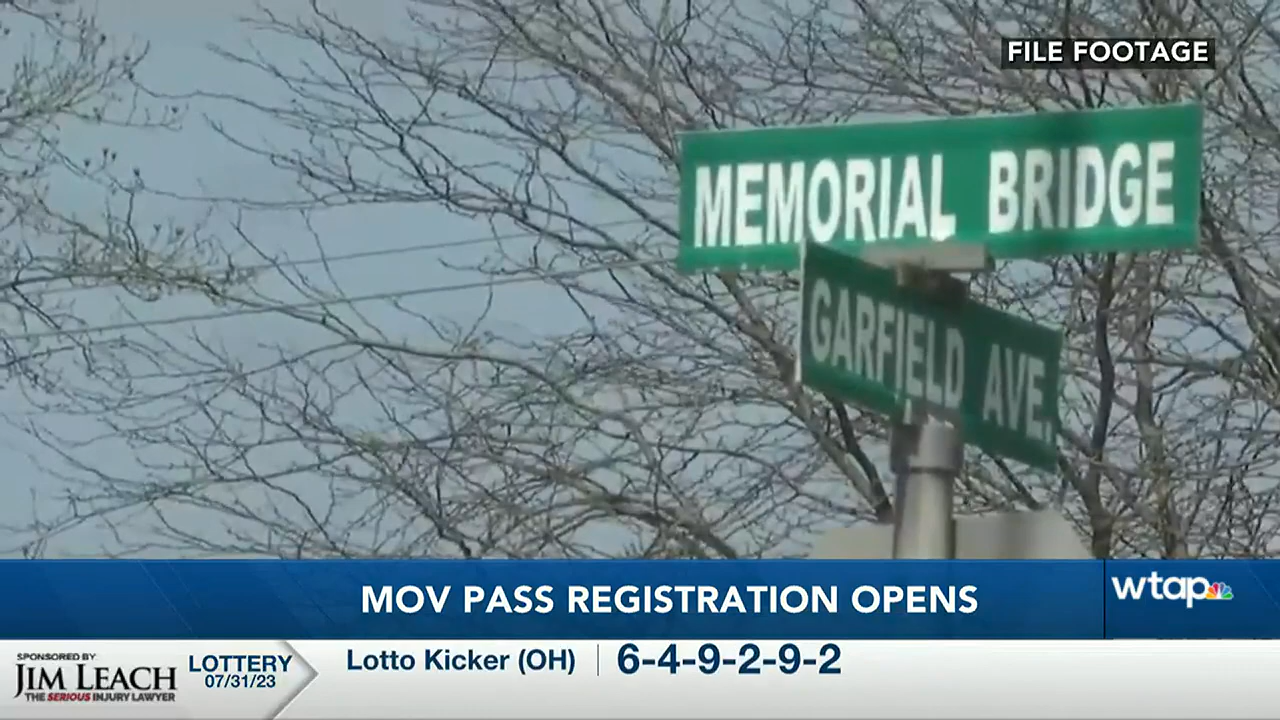 FILE FOOTAGE
MEMORIAL BRIDGE
GARFIELD AVE.
MOV PASS REGISTRATION OPENS
wtap
SPONSORED BY
JIM LEACH
THE SERIOUS INJURY LAWYER
LOTTERY
07/31/23
Lotto Kicker (OH)
6-4-9-2-9-2